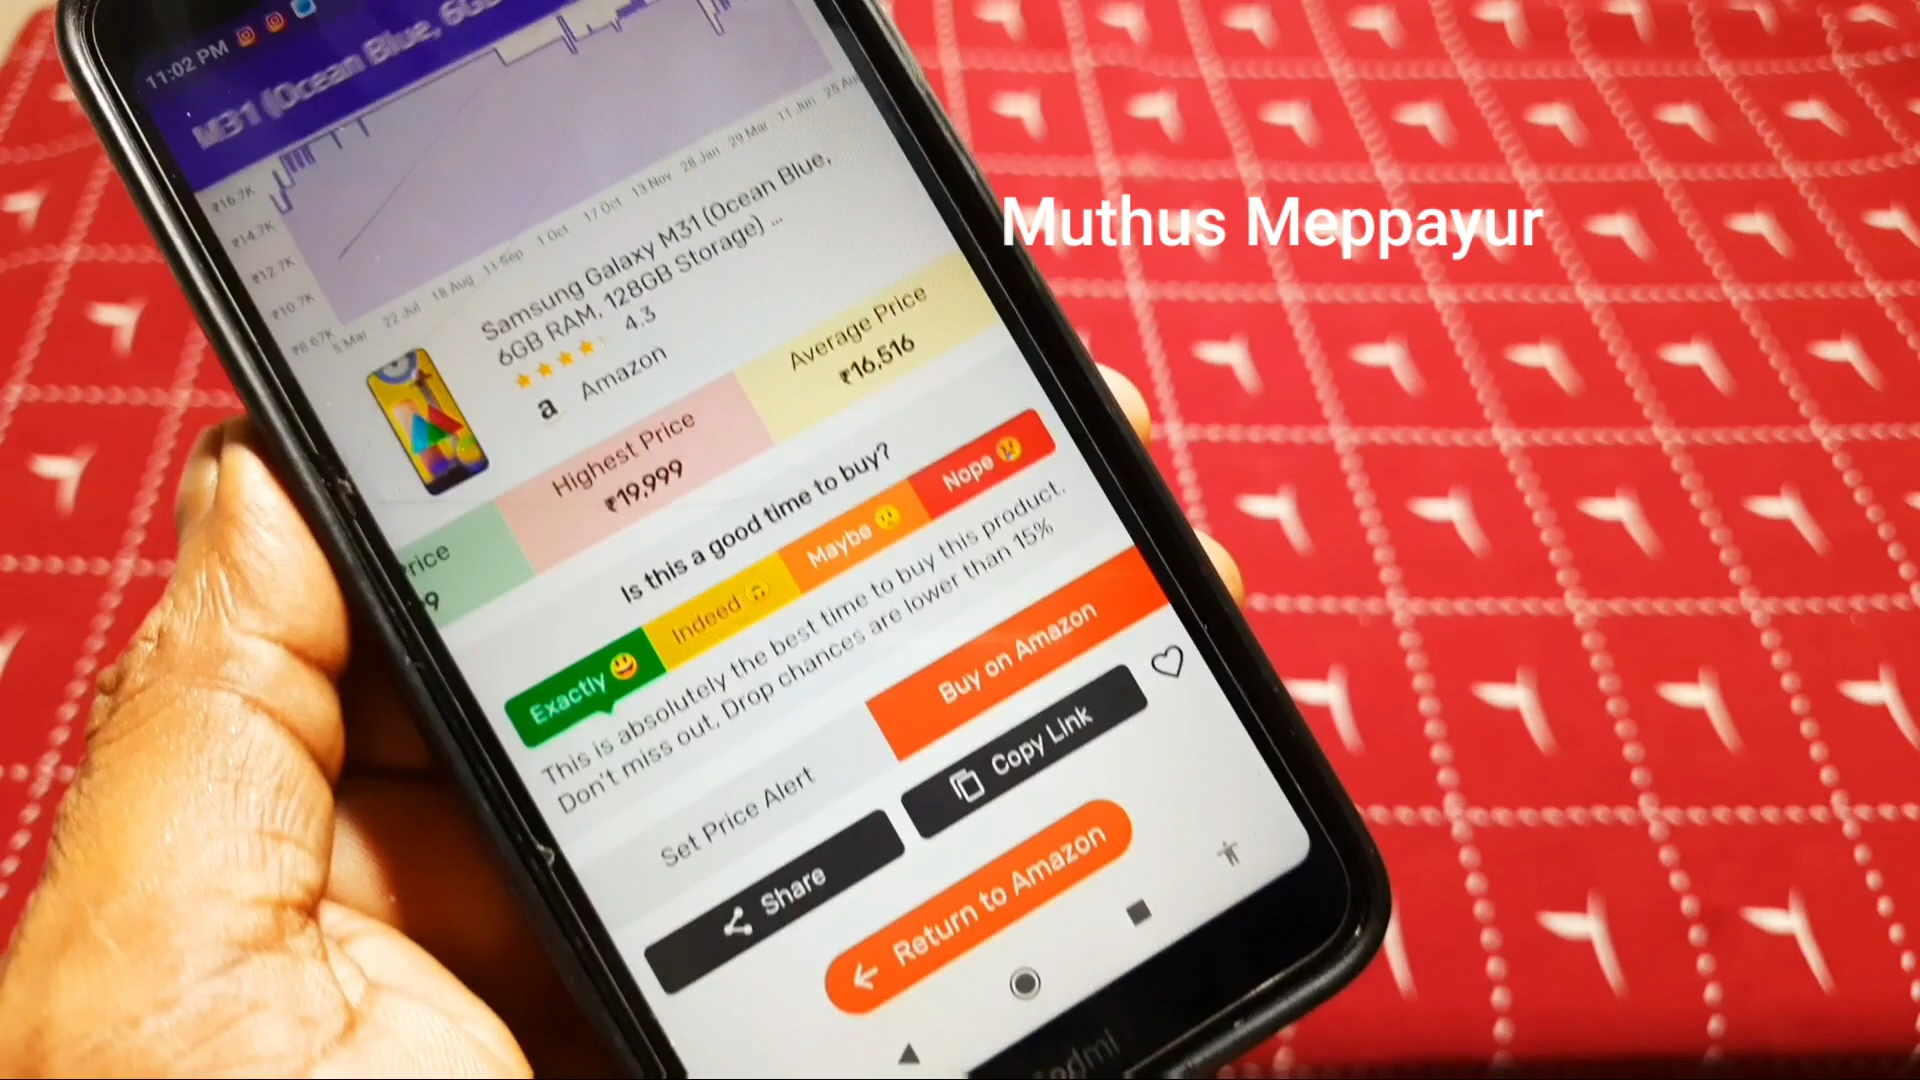 11:02 PM
M31 (Ocean Blue, 6G
₹16.7K
₹14.7K
₹12.7K
₹10.7K
₹8.67K
5 Mar 22 Jul 18 Aug 11 Sep 1 Oct 17 Oct 13 Nov 28 Jan 29 Mar 11 Jun 25 Au
Samsung Galaxy M31 (Ocean Blue,
6GB RAM, 128GB Storage) ...
4.3
a Amazon
Muthus Meppayur
rice
9
Highest Price
₹19,999
Average Price
₹16,516
Is this a good time to buy?
Exactly Indeed Maybe Nope
This is absolutely the best time to buy this product.
Don't miss out, Drop chances are lower than 15%
Set Price Alert
Buy on Amazon
Share
Copy Link
Return to Amazon